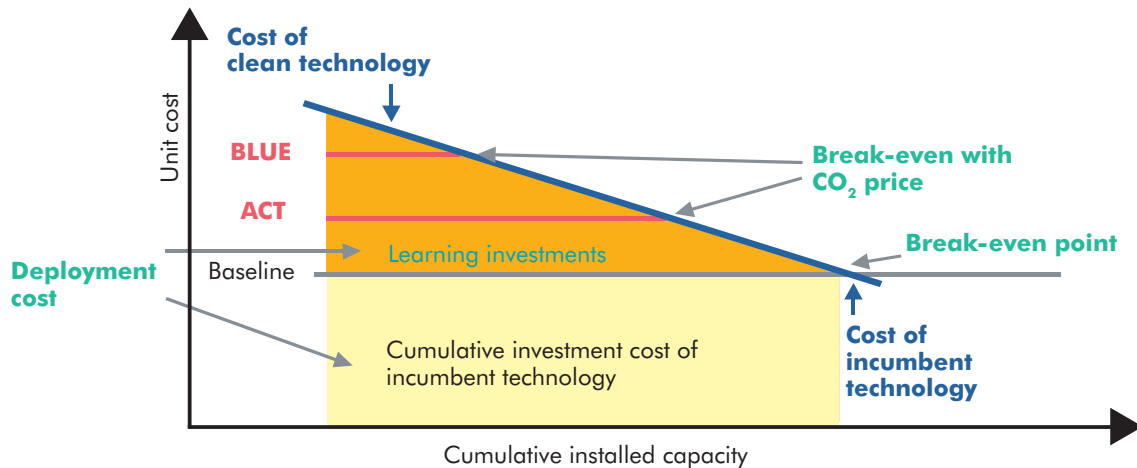 Cost of
clean technology
Unit cost
BLUE
Break-even with
CO₂ price
ACT
Break-even point
Learning investments
Baseline
Deployment
cost
Cumulative investment cost of
incumbent technology
Cost of
incumbent
technology
Cumulative installed capacity